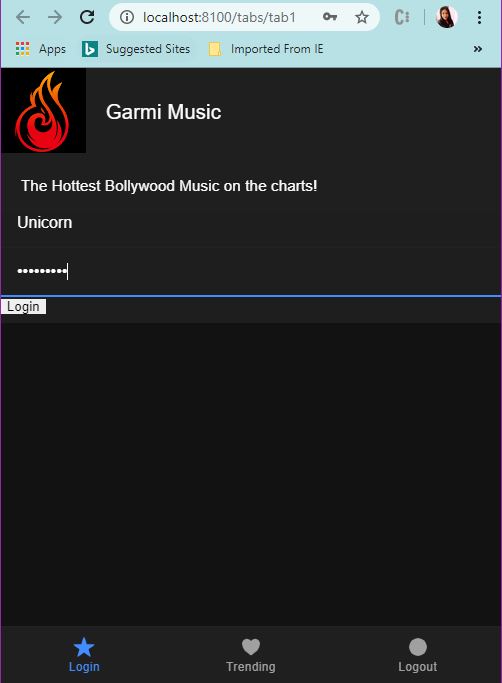 localhost:8100/tabs/tab1
Apps Suggested Sites Imported From IE »
Garmi Music
The Hottest Bollywood Music on the charts!
Unicorn
•••••••••
Login
Login Trending Logout